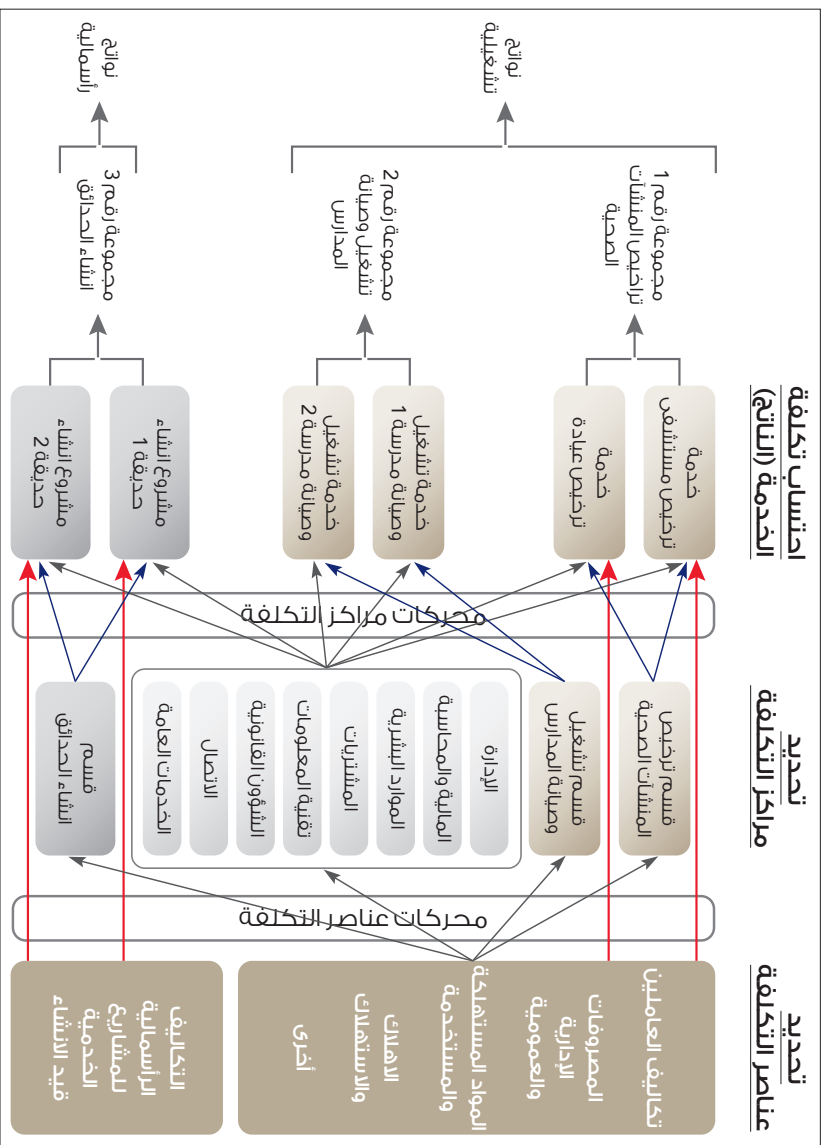 تحديد
عناصر التكلفة
تكاليف العاملين
المصروفات
الإدارية
والعمومية
المواد المستهلكة
والمستخدمة
الاهلاك
والاستهلاك
أخرى
التكاليف
الرأسمالية
للمشاريع
الخدمية
قيد الانشاء
محركات عناصر التكلفة
تحديد
مراكز التكلفة
قسم ترخيص
المنشآت الصحية
قسم تشغيل
وصيانة المدارس
الإدارة
المالية والمحاسبة
الموارد البشرية
المشتريات
تقنية المعلومات
الشؤون القانونية
الاتصال
الخدمات العامة
قسم
انشاء الحدائق
محركات مراكز التكلفة
احتساب تكلفة
الخدمة (الناتج)
خدمة
ترخيص مستشفى
خدمة
ترخيص عيادة
خدمة تشغيل
وصيانة مدرسة 1
خدمة تشغيل
وصيانة مدرسة 2
مشروع انشاء
حديقة 1
مشروع انشاء
حديقة 2
مجموعة رقم 1
تراخيص المنشآت
الصحية
مجموعة رقم 2
تشغيل وصيانة
المدارس
مجموعة رقم 3
انشاء الحدائق
نواتج
تشغيلية
نواتج
رأسمالية